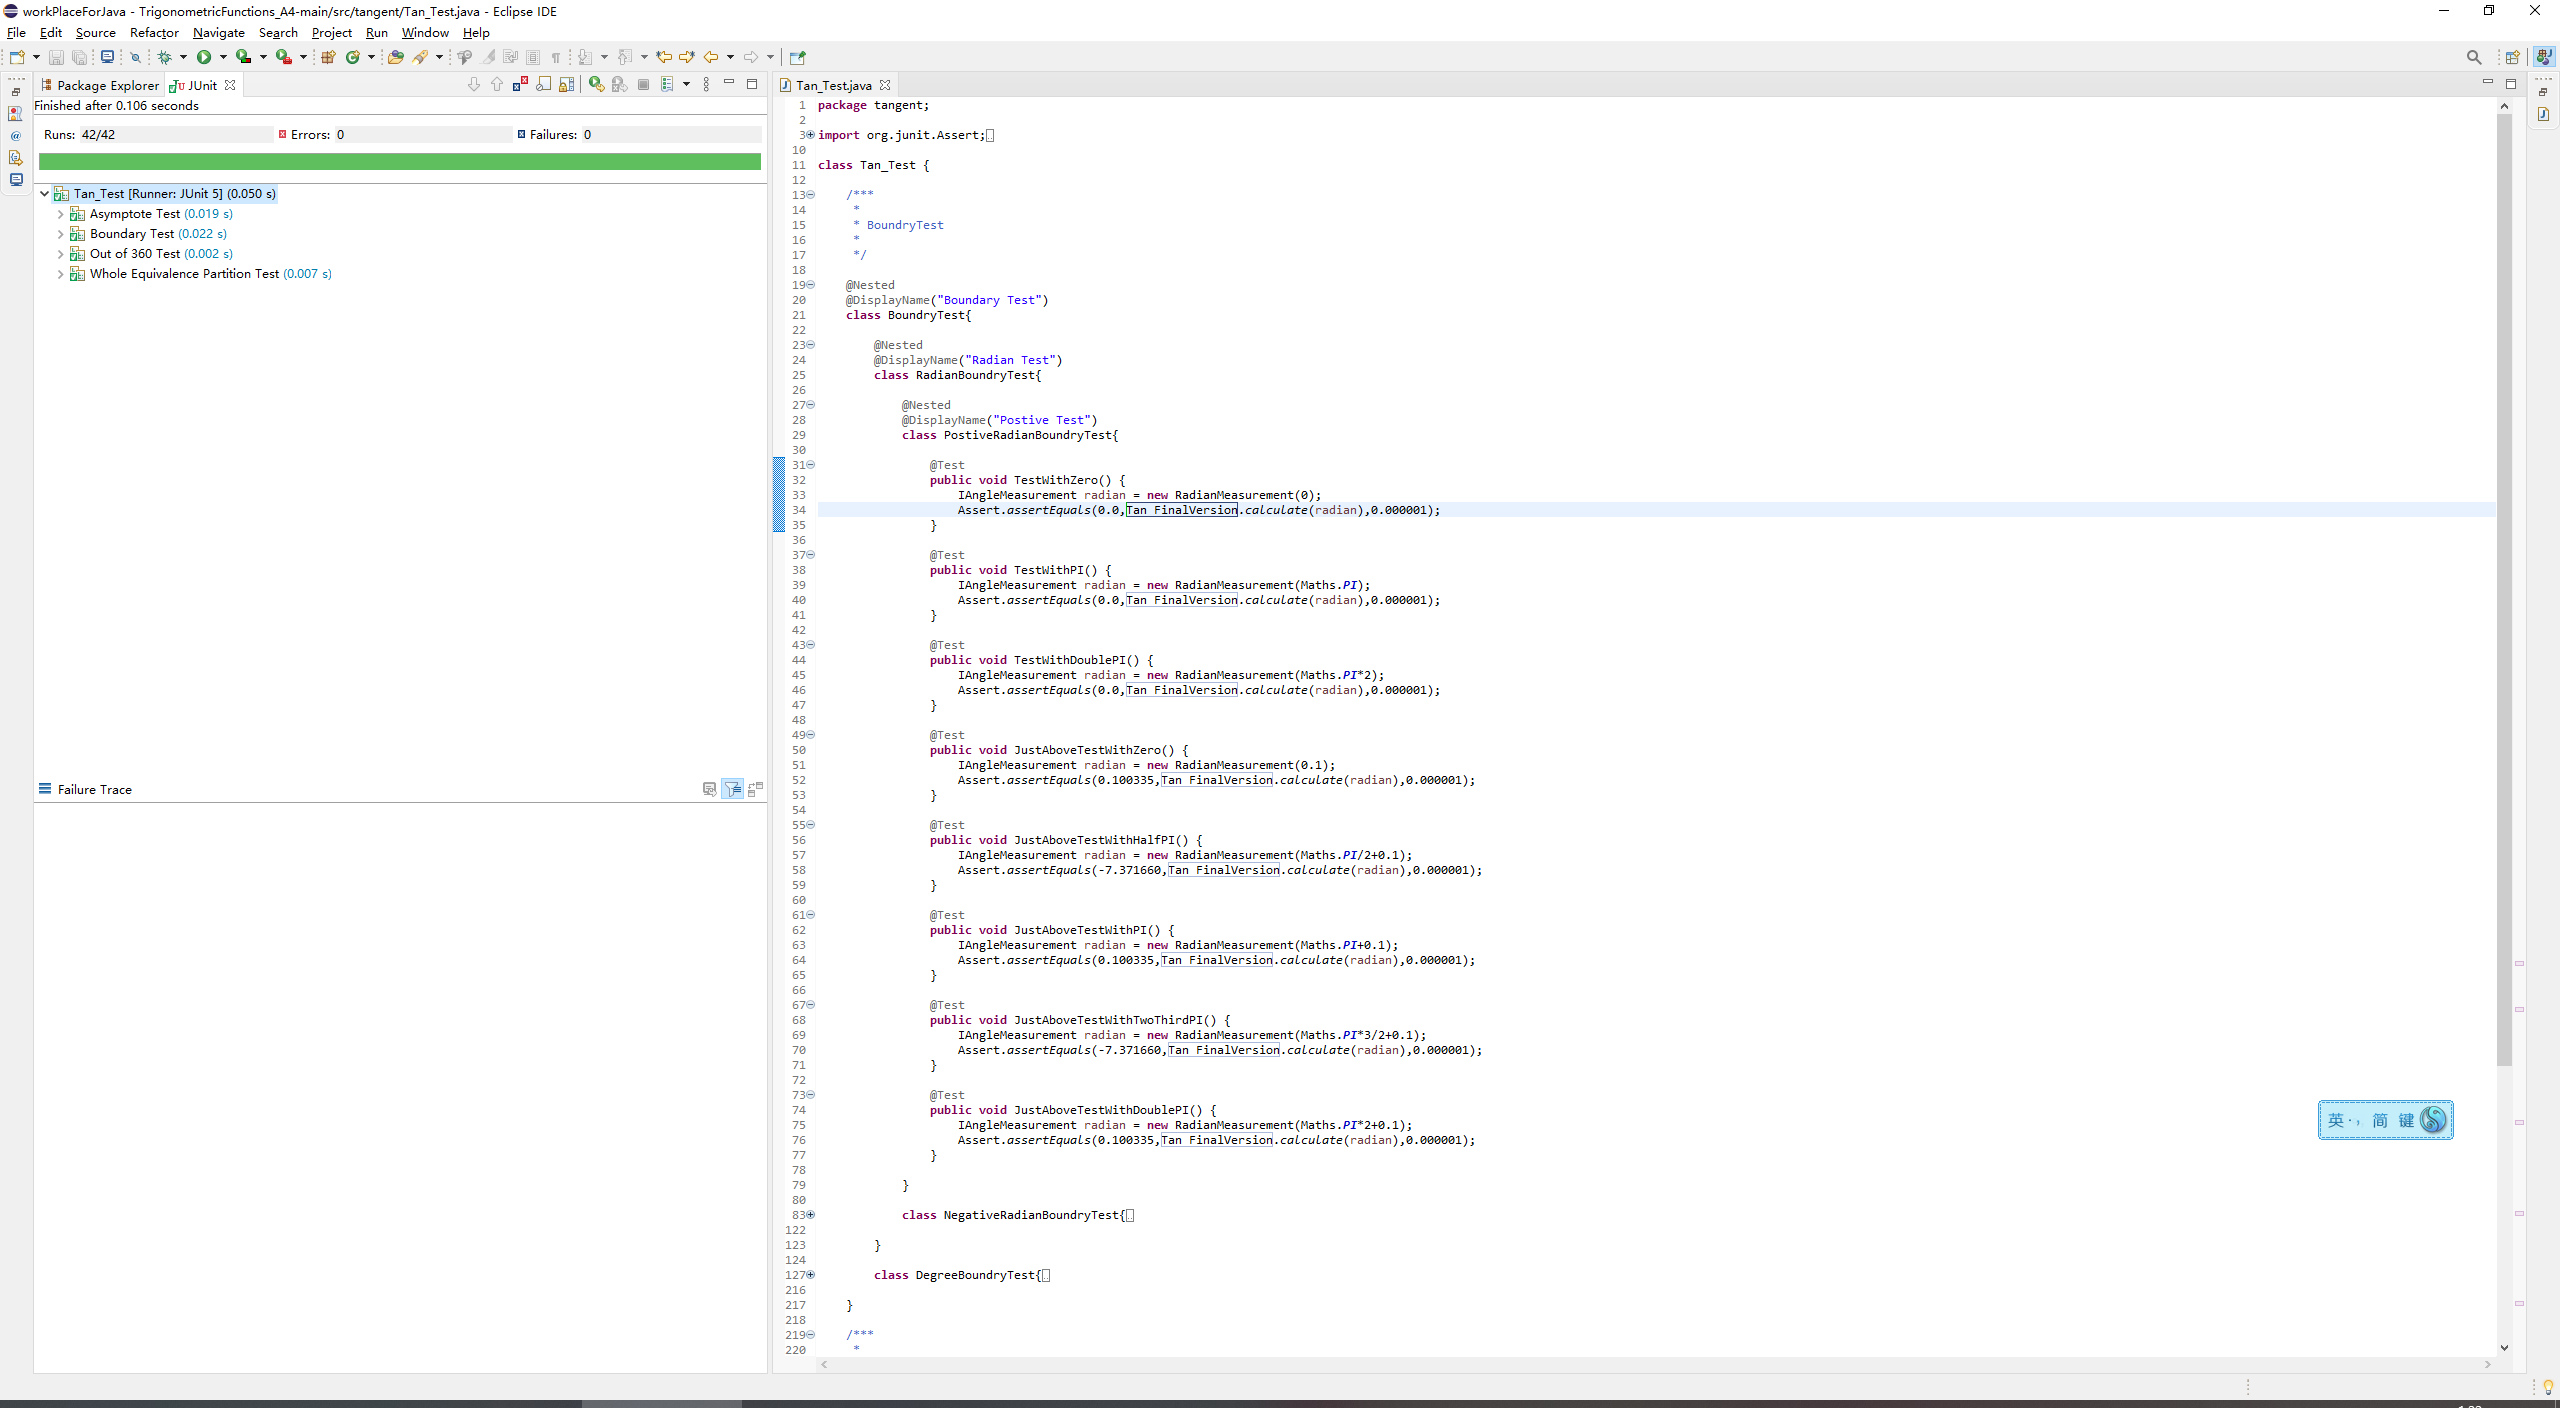 workPlaceForJava - TrigonometricFunctions_A4-main/src/tangent/Tan_Test.java - Eclipse IDE
File Edit Source Refactor Navigate Search Project Run Window Help
Package Explorer JUnit
Finished after 0.106 seconds
Runs: 42/42 Errors: 0 Failures: 0
Tan_Test [Runner: JUnit 5] (0.050 s)
Asymptote Test (0.019 s)
Boundary Test (0.022 s)
Out of 360 Test (0.002 s)
Whole Equivalence Partition Test (0.007 s)
Failure Trace
Tan_Test.java
1 package tangent;
2
3 import org.junit.Assert;
10
11 class Tan_Test {
12
13 /***
14 *
15 * BoundryTest
16 *
17 */
18
19 @Nested
20 @DisplayName("Boundary Test")
21 class BoundryTest{
22
23 @Nested
24 @DisplayName("Radian Test")
25 class RadianBoundryTest{
26
27 @Nested
28 @DisplayName("Postive Test")
29 class PostiveRadianBoundryTest{
30
31 @Test
32 public void TestWithZero() {
33 IAngleMeasurement radian = new RadianMeasurement(0);
34 Assert.assertEquals(0.0,Tan_FinalVersion.calculate(radian),0.000001);
35 }
36
37 @Test
38 public void TestWithPI() {
39 IAngleMeasurement radian = new RadianMeasurement(Maths.PI);
40 Assert.assertEquals(0.0,Tan_FinalVersion.calculate(radian),0.000001);
41 }
42
43 @Test
44 public void TestWithDoublePI() {
45 IAngleMeasurement radian = new RadianMeasurement(Maths.PI*2);
46 Assert.assertEquals(0.0,Tan_FinalVersion.calculate(radian),0.000001);
47 }
48
49 @Test
50 public void JustAboveTestWithZero() {
51 IAngleMeasurement radian = new RadianMeasurement(0.1);
52 Assert.assertEquals(0.100335,Tan_FinalVersion.calculate(radian),0.000001);
53 }
54
55 @Test
56 public void JustAboveTestWithHalfPI() {
57 IAngleMeasurement radian = new RadianMeasurement(Maths.PI/2+0.1);
58 Assert.assertEquals(-7.371660,Tan_FinalVersion.calculate(radian),0.000001);
59 }
60
61 @Test
62 public void JustAboveTestWithPI() {
63 IAngleMeasurement radian = new RadianMeasurement(Maths.PI+0.1);
64 Assert.assertEquals(0.100335,Tan_FinalVersion.calculate(radian),0.000001);
65 }
66
67 @Test
68 public void JustAboveTestWithTwoThirdPI() {
69 IAngleMeasurement radian = new RadianMeasurement(Maths.PI*3/2+0.1);
70 Assert.assertEquals(-7.371660,Tan_FinalVersion.calculate(radian),0.000001);
71 }
72
73 @Test
74 public void JustAboveTestWithDoublePI() {
75 IAngleMeasurement radian = new RadianMeasurement(Maths.PI*2+0.1);
76 Assert.assertEquals(0.100335,Tan_FinalVersion.calculate(radian),0.000001);
77 }
78
79 }
80
83 class NegativeRadianBoundryTest{
122
123 }
124
127 class DegreeBoundryTest{
216
217 }
218
219 /***
220 *
英 简 键